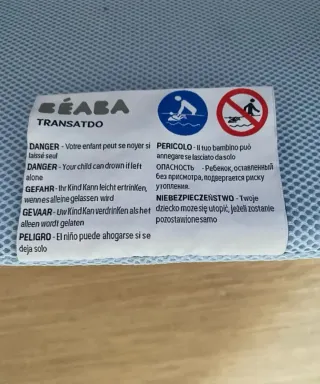 BÉABA
TRANSATDO
DANGER - Votre enfant peut se noyer si
laissé seul
DANGER - Your child can drown if left
alone
GEFAHR - Ihr Kind Kann leicht ertrinKen,
wenn es alleine gelassen wird
GEVAAR - Uw Kind Kan verdrinKen als het
alleen wordt gelaten
PELIGRO - El niño puede ahogarse si se
deja solo
PERICOLO - Il tuo bambino puó
annegare se lasciato da solo
ОПАСНОСТЬ - Ребенок, оставленный
без присмотра, подвергается риску
утопления.
NIEBEZPIECZEŃSTWO - Twoje
dziecko może się utopić, jeżeli zostanie
pozostawione samo